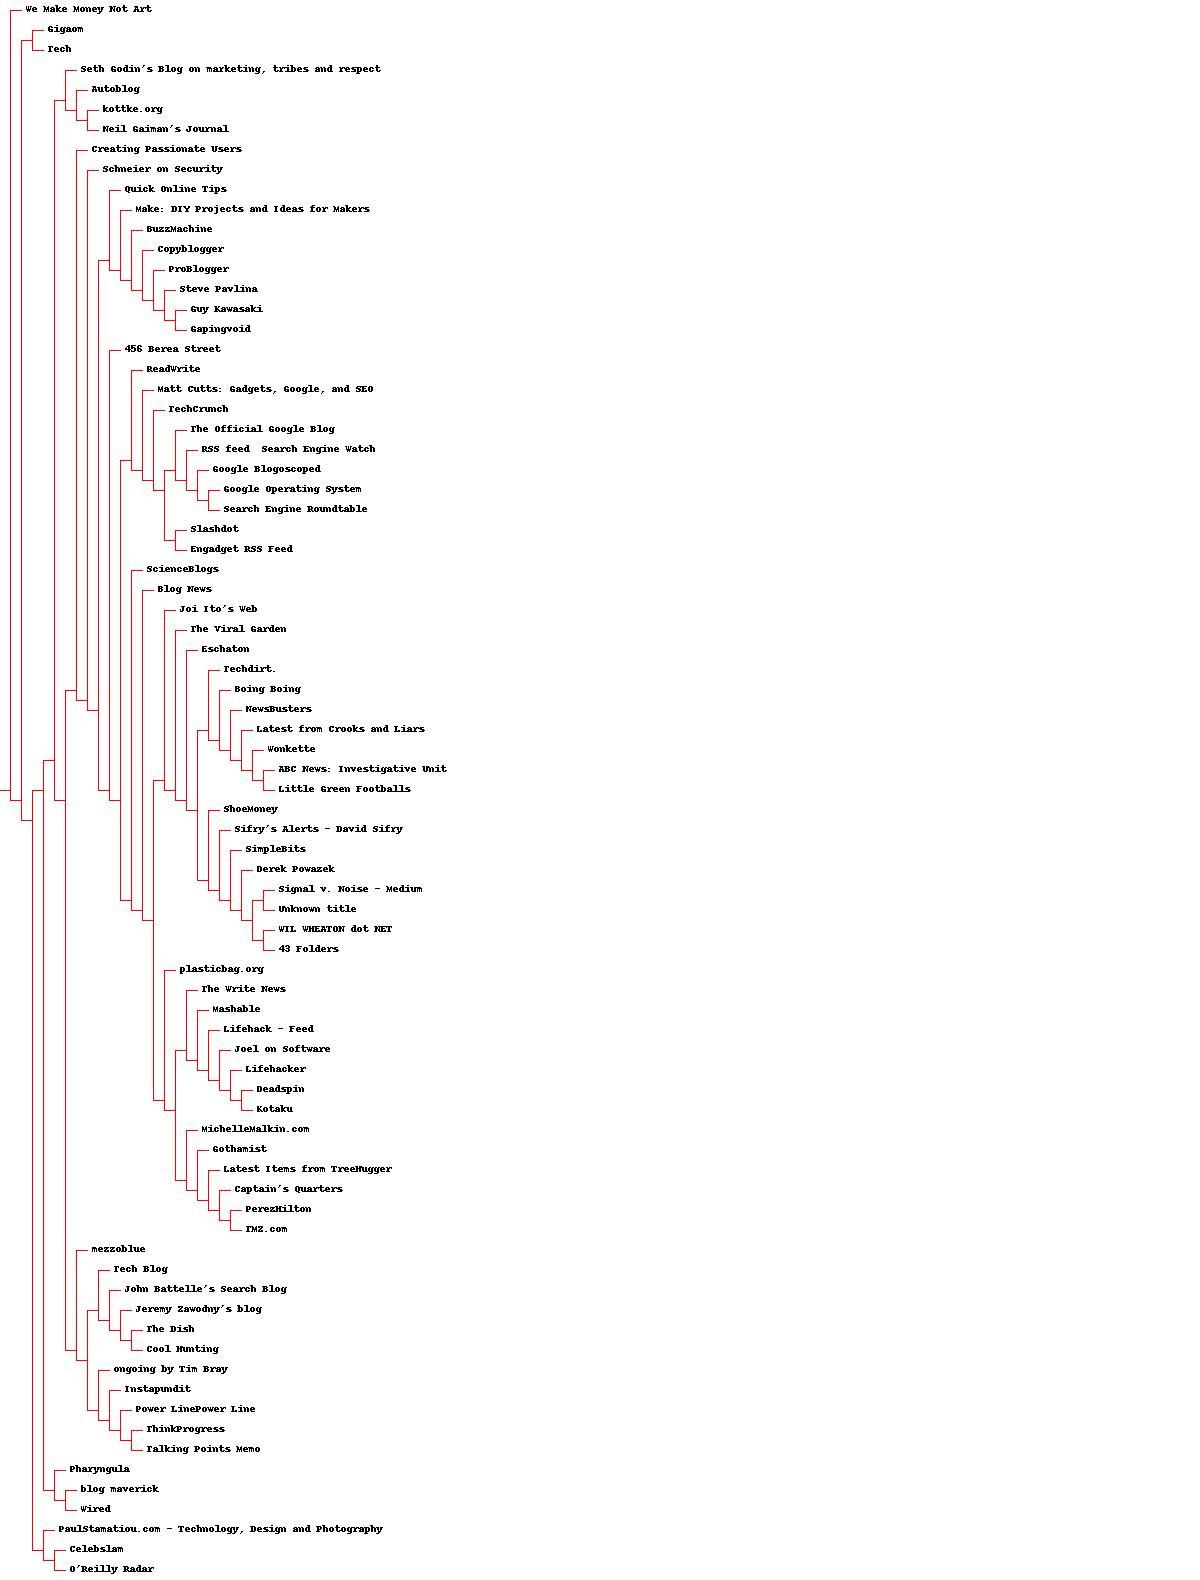 We Make Money Not Art
Gigaom
Tech
Seth Godin's Blog on marketing, tribes and respect
Autoblog
kottke.org
Neil Gaiman's Journal
Creating Passionate Users
Schneier on Security
Quick Online Tips
Make: DIY Projects and Ideas for Makers
BuzzMachine
Copyblogger
ProBlogger
Steve Pavlina
Guy Kawasaki
Gapingvoid
456 Berea Street
ReadWrite
Matt Cutts: Gadgets, Google, and SEO
TechCrunch
The Official Google Blog
RSS feed  Search Engine Watch
Google Blogoscoped
Google Operating System
Search Engine Roundtable
Slashdot
Engadget RSS Feed
ScienceBlogs
Blog News
Joi Ito's Web
The Viral Garden
Eschaton
Techdirt.
Boing Boing
NewsBusters
Latest from Crooks and Liars
Wonkette
ABC News: Investigative Unit
Little Green Footballs
ShoeMoney
Sifry's Alerts - David Sifry
SimpleBits
Derek Powazek
Signal v. Noise - Medium
Unknown title
WIL WHEATON dot NET
43 Folders
plasticbag.org
The Write News
Mashable
Lifehack - Feed
Joel on Software
Lifehacker
Deadspin
Kotaku
MichelleMalkin.com
Gothamist
Latest Items from TreeHugger
Captain's Quarters
PerezHilton
TMZ.com
mezzoblue
Tech Blog
John Battelle's Search Blog
Jeremy Zawodny's blog
The Dish
Cool Hunting
ongoing by Tim Bray
Instapundit
Power LinePower Line
ThinkProgress
Talking Points Memo
Pharyngula
blog maverick
Wired
PaulStamatiou.com - Technology, Design and Photography
Celebslam
O'Reilly Radar